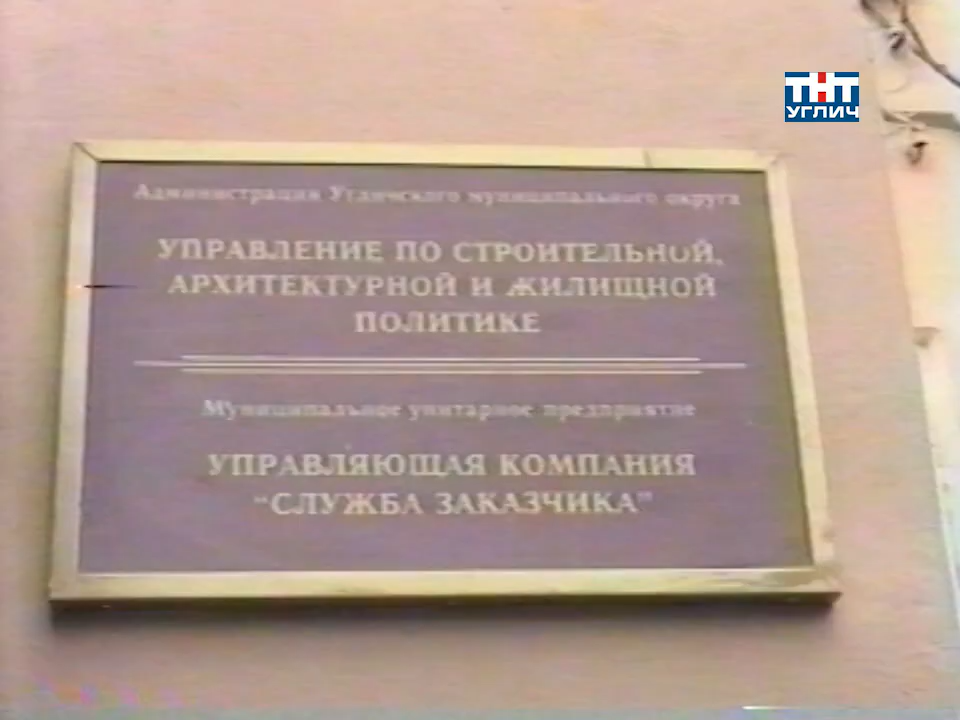 ТНТ
УГЛИЧ
Администрация Угличского муниципального округа
УПРАВЛЕНИЕ ПО СТРОИТЕЛЬНОЙ,
АРХИТЕКТУРНОЙ И ЖИЛИЩНОЙ
ПОЛИТИКЕ
Муниципальное унитарное предприятие
УПРАВЛЯЮЩАЯ КОМПАНИЯ
"СЛУЖБА ЗАКАЗЧИКА"